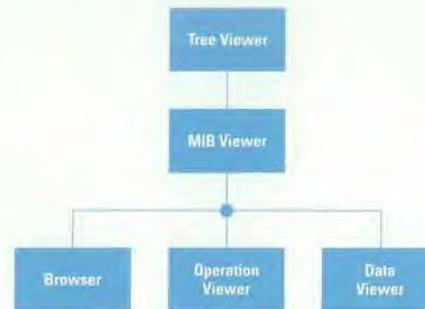 Tree Viewer
MIB Viewer
Browser
Operation
Viewer
Data
Viewer